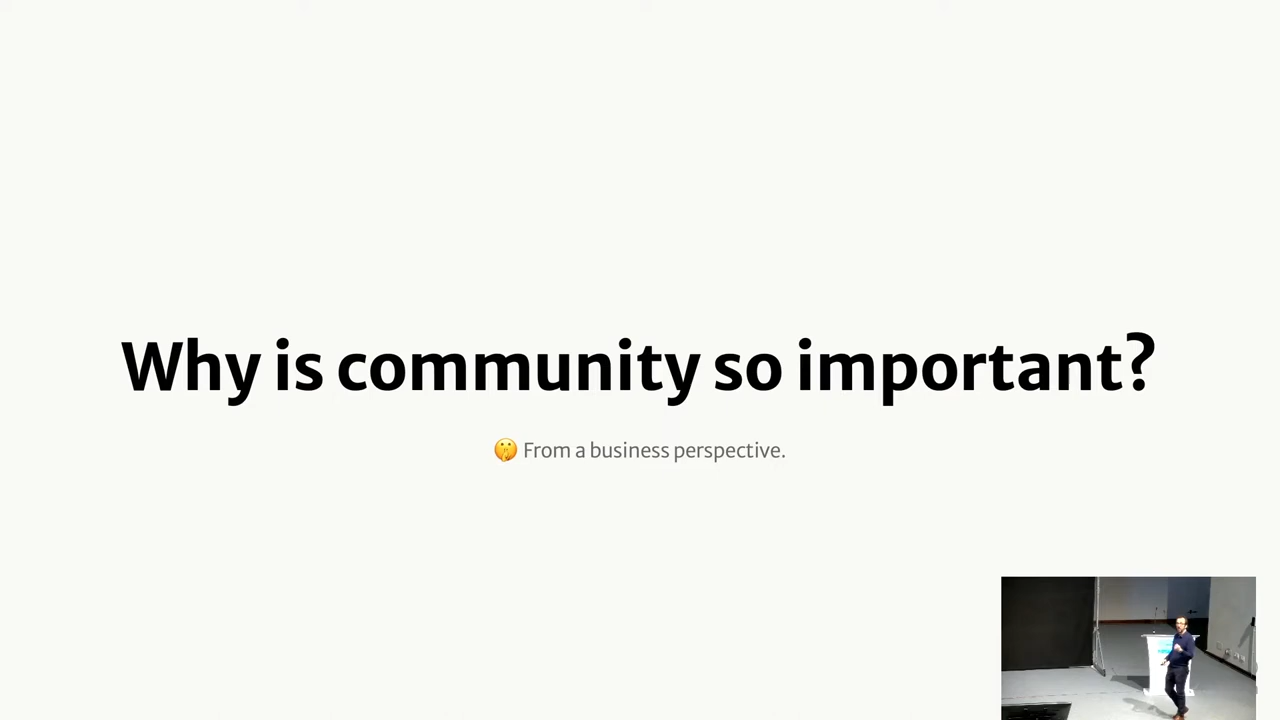 Why is community so important?
🤫 From a business perspective.